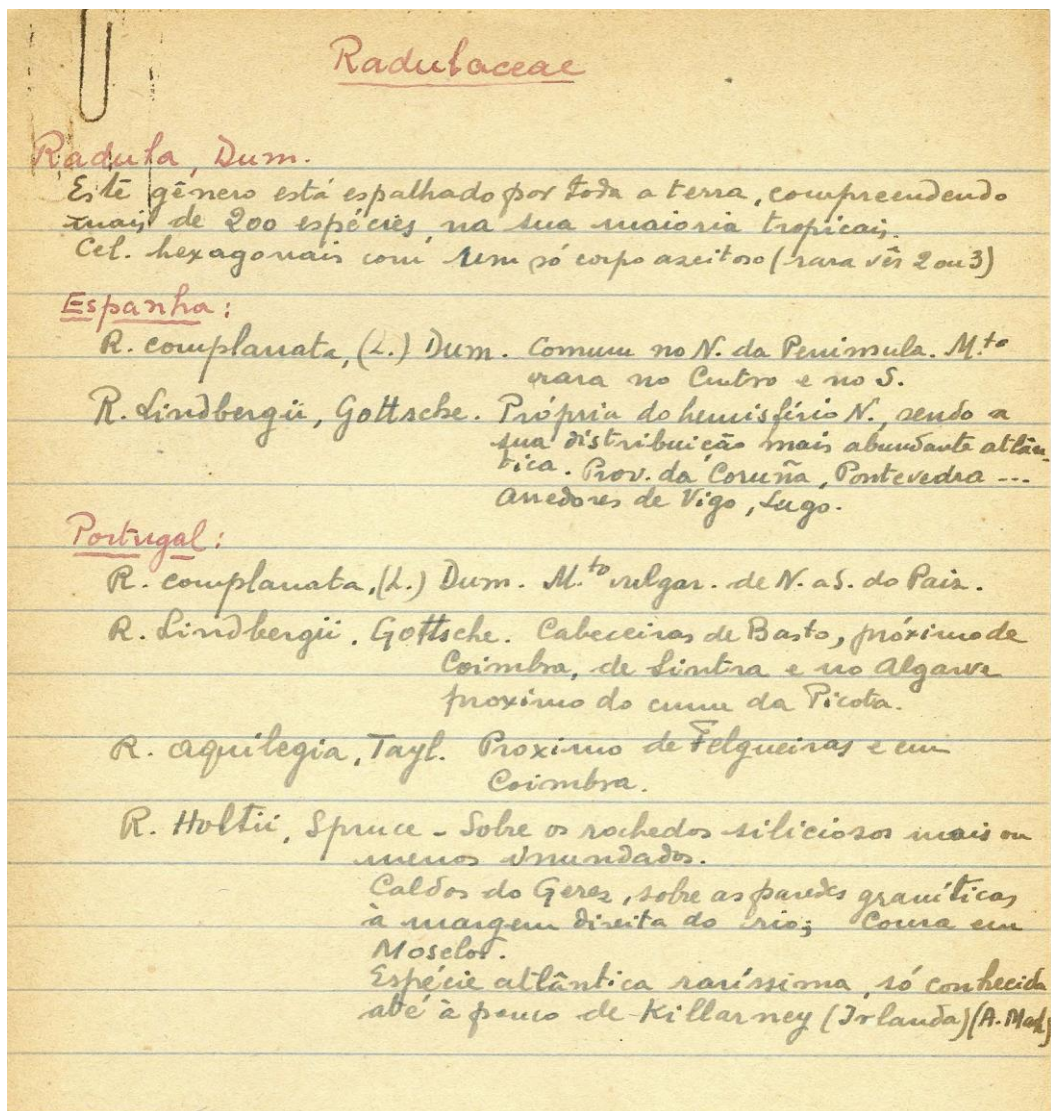 Radulaceae
Radula, Dum.
Este género está espalhado por toda a terra, compreendendo
mais de 200 espécies, na sua maioria tropicais.
Cel. hexagonais com um só corpo azeitoso (rara vês 2 ou 3)
Espanha:
R. complanata, (L.) Dum. Comum no N. da Peninsula. M.to
rara no Centro e no S.
R. Lindbergii, Gottsche. Própria do hemisfério N., sendo a
sua distribuição mais abundante atlân-
tica. Prov. da Coruña, Pontevedra ---
Arredores de Vigo, Lugo.
Portugal:
R. complanata, (L.) Dum. M.to vulgar. de N. a S. do Paiz.
R. Lindbergii, Gottsche. Cabeceiras de Basto, próximo de
Coimbra, de Sintra e no Algarve
proximo do cume da Picota.
R. aquilegia, Tayl. Proximo de Felgueiras e em
Coimbra.
R. Holtii, Spruce - Sobre os rochedos siliciosos mais ou
menos inundados.
Caldos do Gerez, sobre as paredes graníticas
à margem direita do rio; Coura em
Espécie atlântica raríssima, só conhecida
até à pouco de Killarney (Irlanda) (A. Mach)